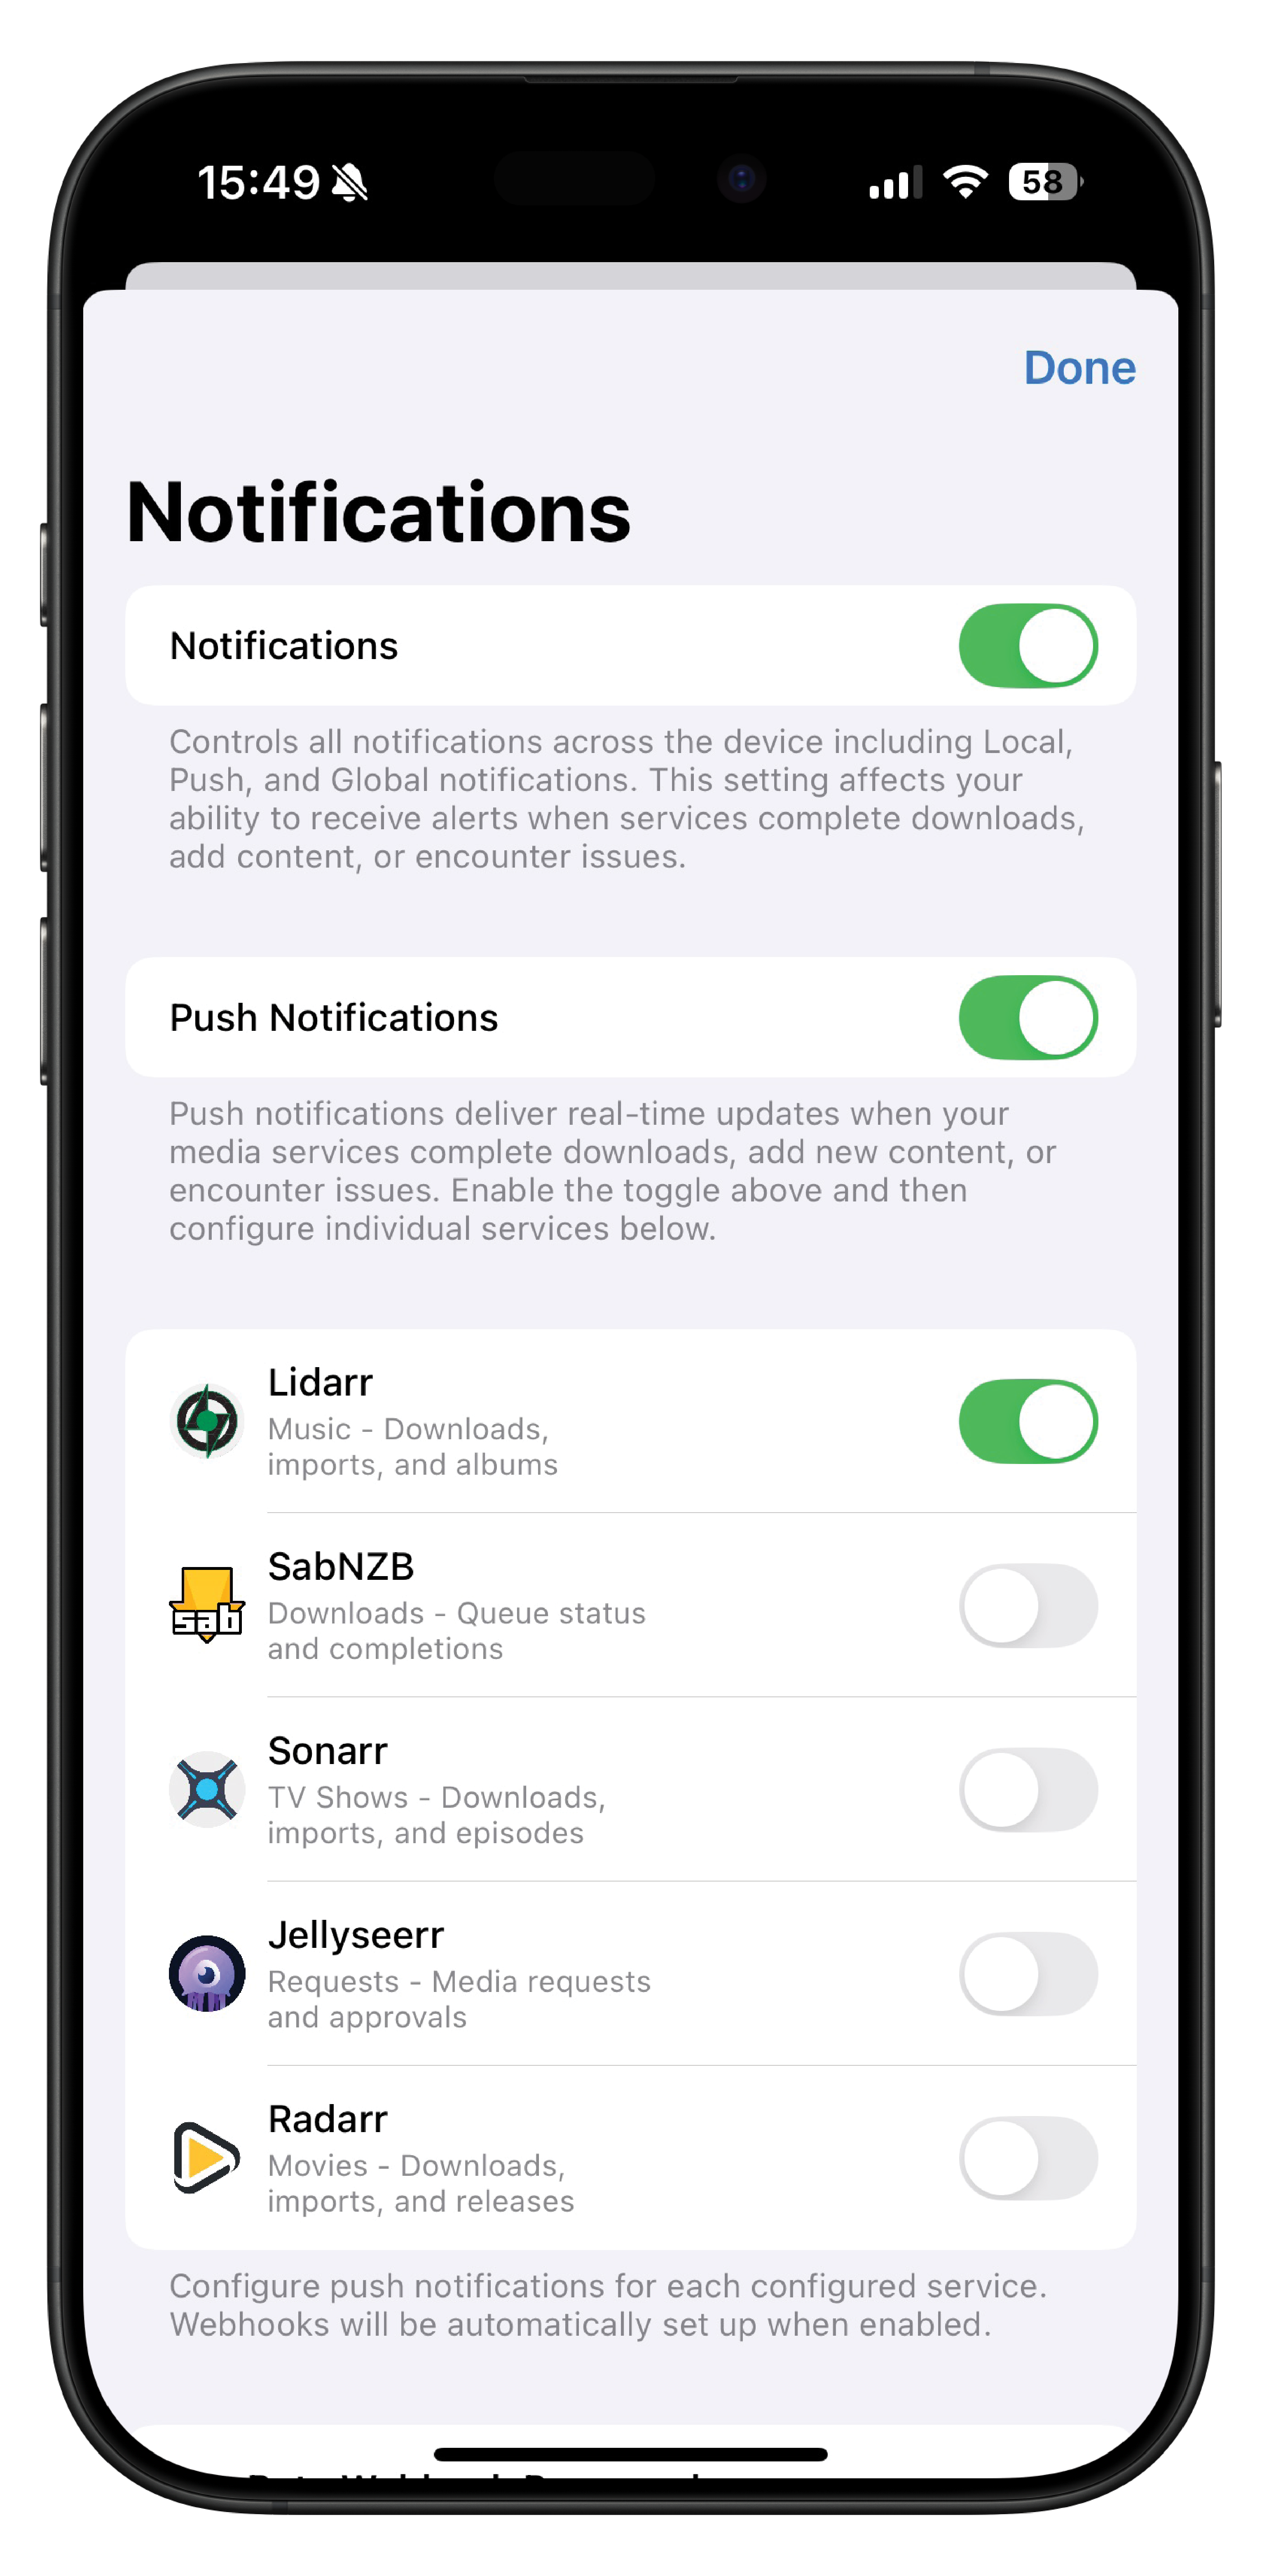 15:49
58
Done
Notifications
Notifications
Controls all notifications across the device including Local,
Push, and Global notifications. This setting affects your
ability to receive alerts when services complete downloads,
add content, or encounter issues.
Push Notifications
Push notifications deliver real-time updates when your
media services complete downloads, add new content, or
encounter issues. Enable the toggle above and then
configure individual services below.
Lidarr
Music - Downloads,
imports, and albums
sab
SabNZB
Downloads - Queue status
and completions
Sonarr
TV Shows - Downloads,
imports, and episodes
Jellyseerr
Requests - Media requests
and approvals
Radarr
Movies - Downloads,
imports, and releases
Configure push notifications for each configured service.
Webhooks will be automatically set up when enabled.